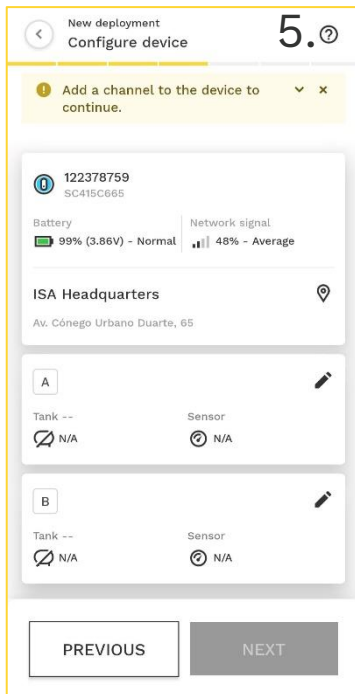 New deployment
Configure device
5.
Add a channel to the device to
continue.
122378759
SC415C665
Battery
Network signal
99% (3.86V) - Normal
48% - Average
ISA Headquarters
Av. Cónego Urbano Duarte, 65
A
Tank --
Sensor
N/A
N/A
B
Tank --
Sensor
N/A
N/A
PREVIOUS
NEXT